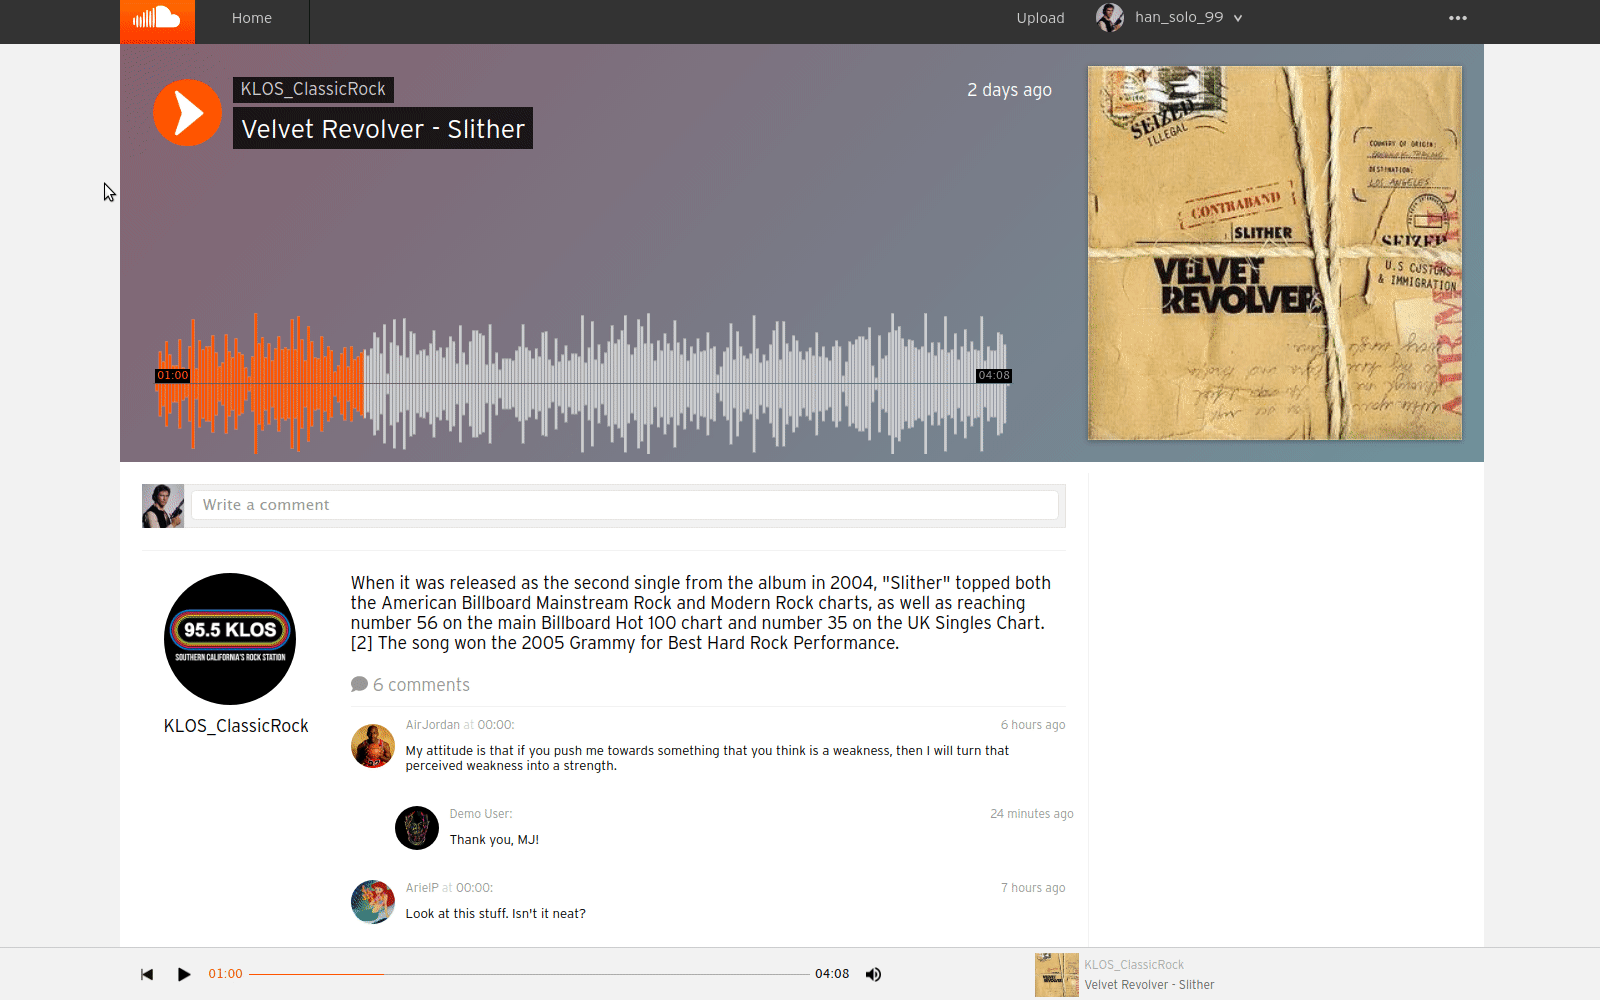 Home
Upload
han_solo_99
KLOS_ClassicRock
2 days ago
Velvet Revolver - Slither
SEIZED
ILLEGAL
COUNTRY OF ORIGIN:
DESTINATION:
LOS ANGELES
CONTRABAND
SLITHER
SEIZED
VELVET
REVOLVER
U.S CUSTOMS
& IMMIGRATION
AIRMAIL
01:00
04:08
Write a comment
When it was released as the second single from the album in 2004, "Slither" topped both
the American Billboard Mainstream Rock and Modern Rock charts, as well as reaching
number 56 on the main Billboard Hot 100 chart and number 35 on the UK Singles Chart.
[2] The song won the 2005 Grammy for Best Hard Rock Performance.
95.5 KLOS
SOUTHERN CALIFORNIA'S ROCK STATION
KLOS_ClassicRock
6 comments
AirJordan at 00:00:
6 hours ago
My attitude is that if you push me towards something that you think is a weakness, then I will turn that
perceived weakness into a strength.
Demo User:
24 minutes ago
Thank you, MJ!
ArielP at 00:00:
7 hours ago
Look at this stuff. Isn't it neat?
01:00
04:08
KLOS_ClassicRock
Velvet Revolver - Slither